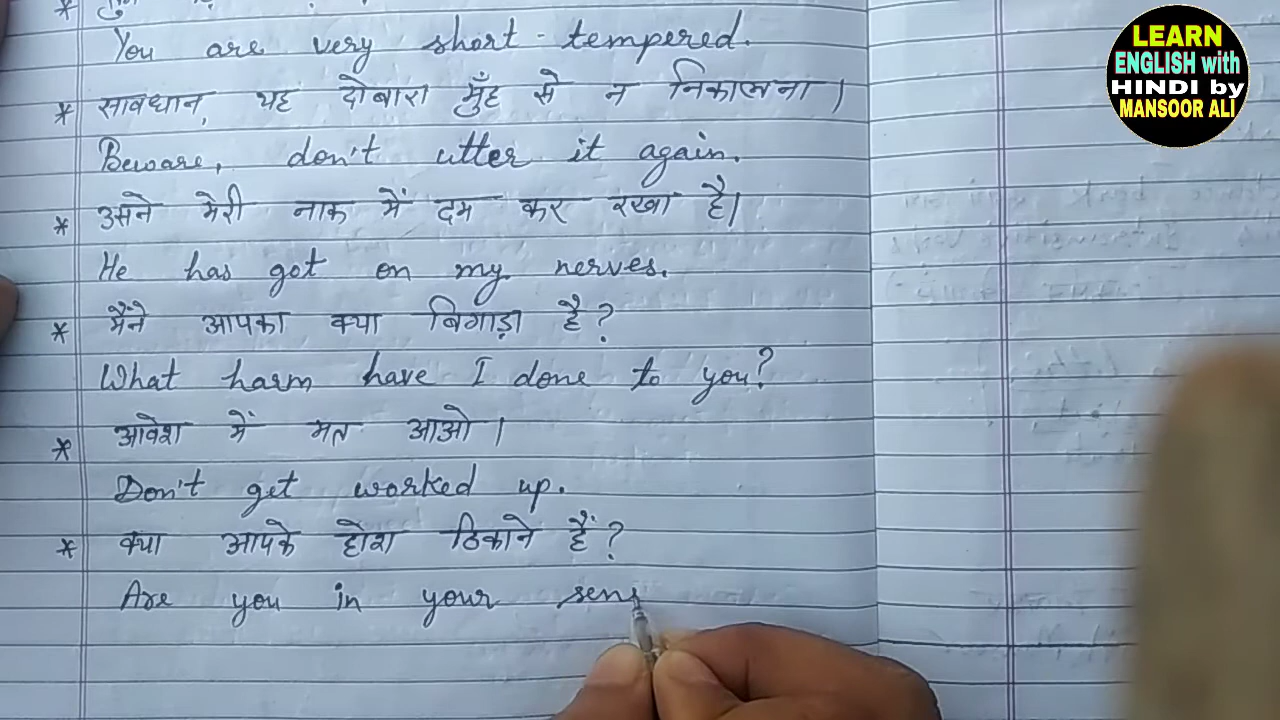 You are very short-tempered.
* सावधान, यह दोबारा मुँह से न निकालना।
Beware, don't utter it again.
* उसने मेरी नाक में दम कर रखा है।
He has got on my nerves.
* मैंने आपका क्या बिगाड़ा है?
What harm have I done to you?
* आवेश में मत आओ।
Don't get worked up.
* क्या आपके होश ठिकाने हैं?
Are you in your sens
LEARN
ENGLISH with
HINDI by
MANSOOR ALI